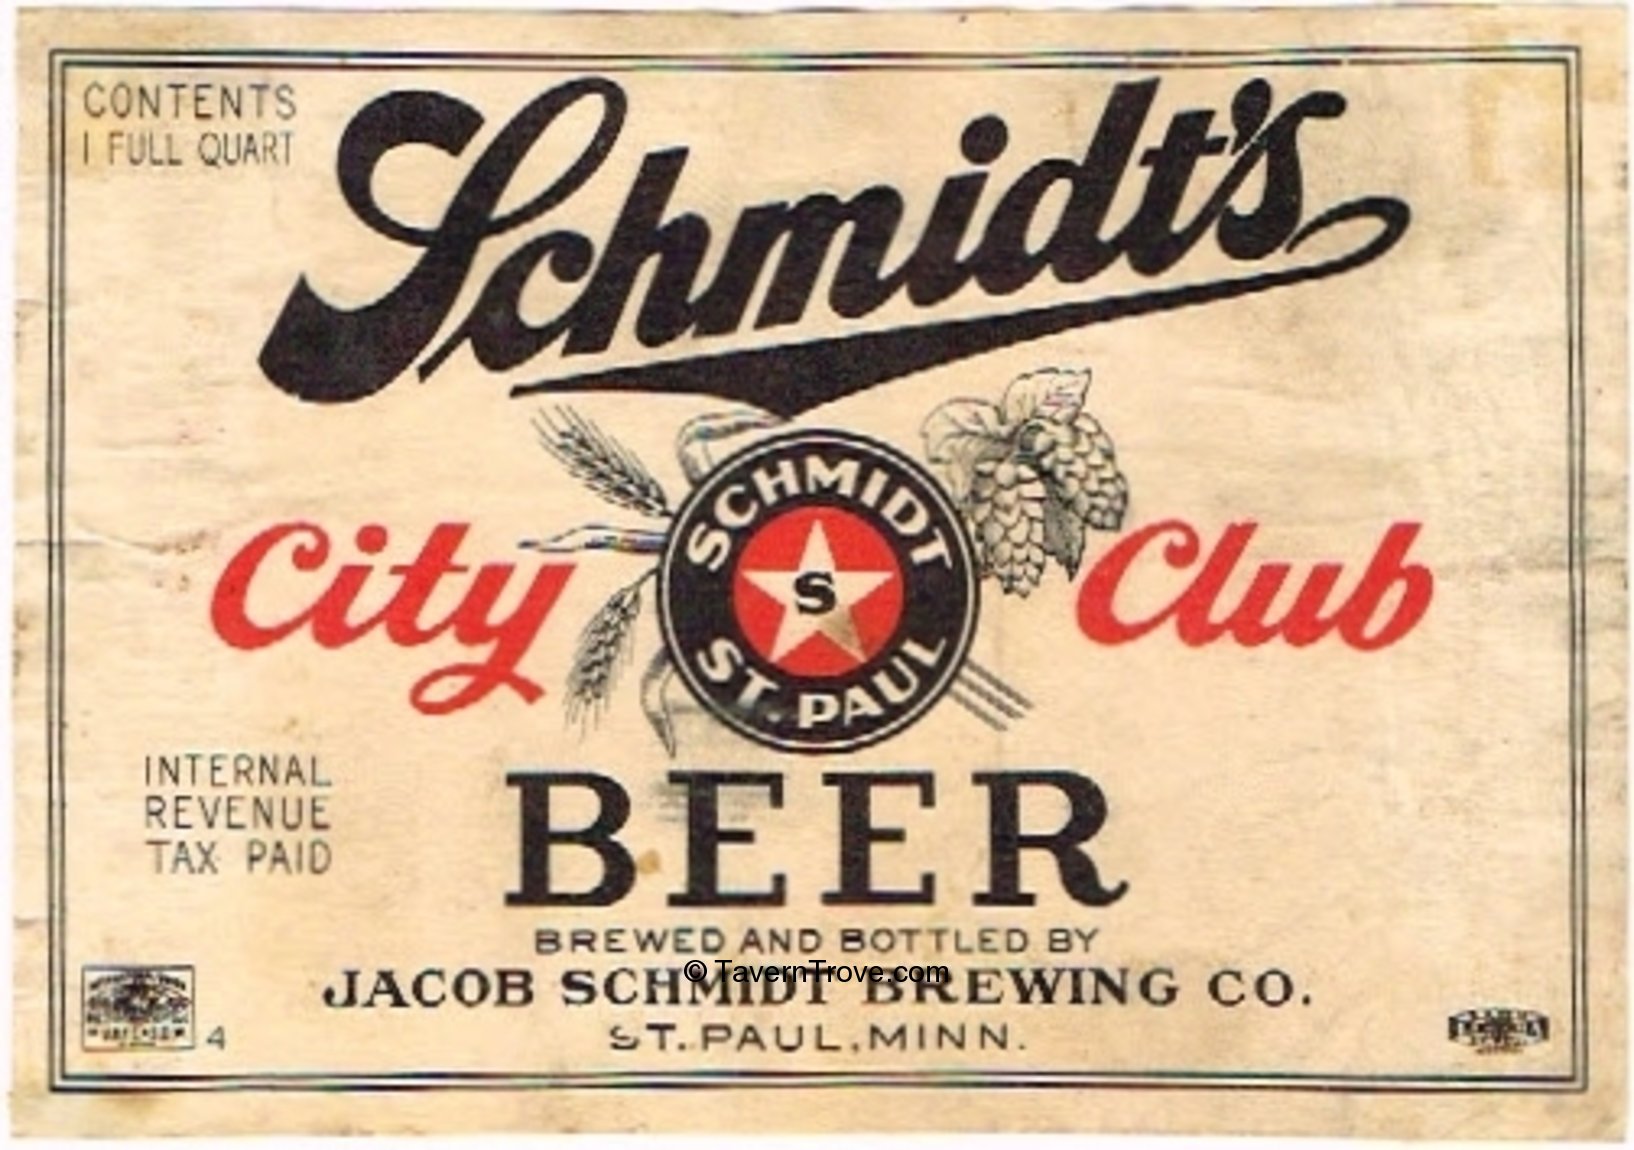 CONTENTS
1 FULL QUART
Schmidt's
City Club
SCHMIDT
S
ST. PAUL
INTERNAL
REVENUE
TAX PAID
BEER
BREWED AND BOTTLED BY
JACOB SCHMIDT BREWING CO.
© TavernTrove.com
ST. PAUL, MINN.
4